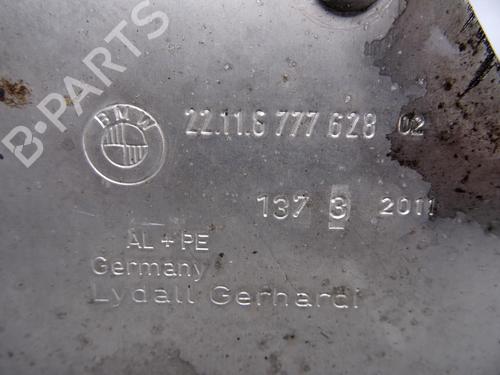 B-PARTS
BMW
22.11.6 777 628 02
137 3 2011
AL + PE
Germany
Lydall Gerhardi